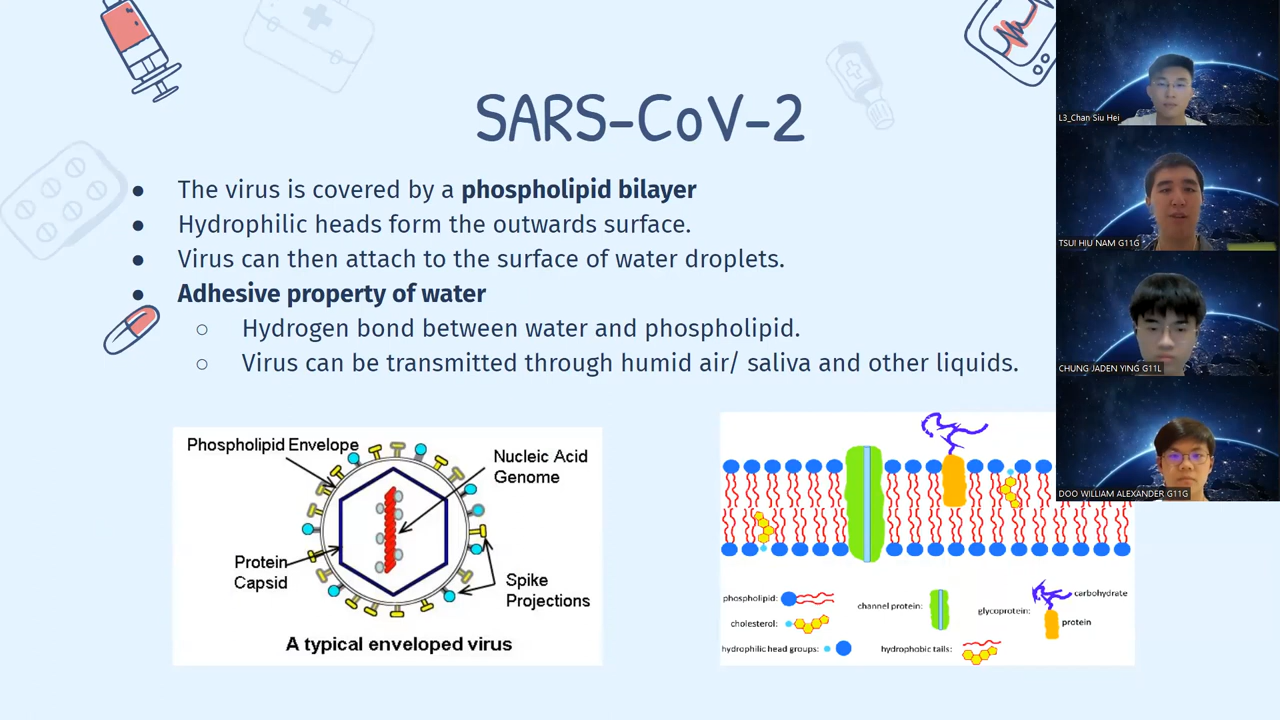 SARS-CoV-2
● The virus is covered by a phospholipid bilayer
● Hydrophilic heads form the outwards surface.
● Virus can then attach to the surface of water droplets.
● Adhesive property of water
○ Hydrogen bond between water and phospholipid.
○ Virus can be transmitted through humid air/ saliva and other liquids.
Phospholipid Envelope
Nucleic Acid
Genome
Protein
Capsid
Spike
Projections
A typical enveloped virus
phospholipid:
cholesterol:
hydrophilic head groups:
channel protein:
hydrophobic tails:
glycoprotein:
carbohydrate
protein
L3_Chan Siu Hei
TSUI HIU NAM G11G
CHUNG JADEN YING G11L
DOO WILLIAM ALEXANDER G11G